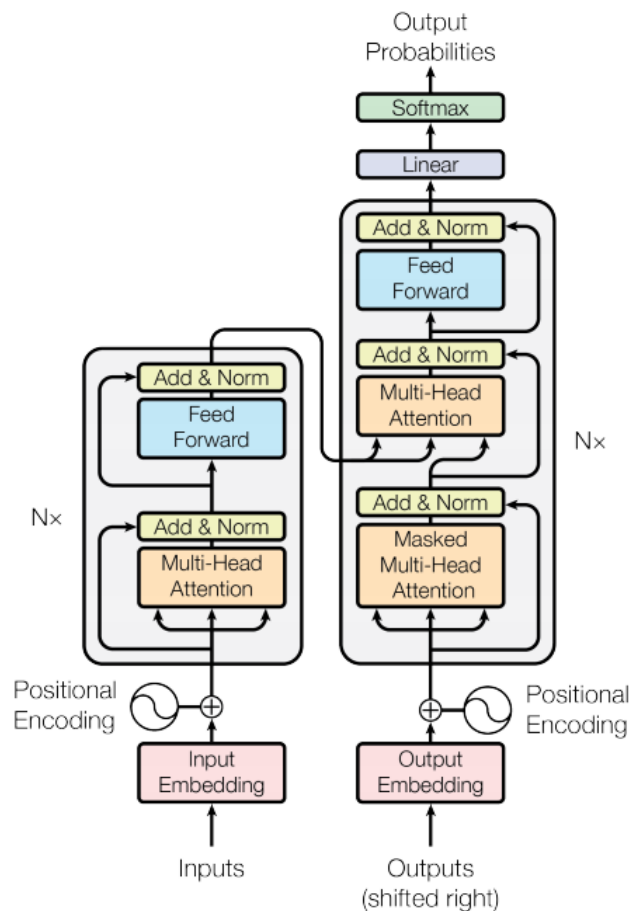 Output
Probabilities
Softmax
Linear
Add & Norm
Feed
Forward
Add & Norm
Multi-Head
Attention
Add & Norm
Masked
Multi-Head
Attention
N×
Add & Norm
Feed
Forward
Add & Norm
Multi-Head
Attention
N×
Positional
Encoding
Positional
Encoding
Input
Embedding
Output
Embedding
Inputs
Outputs
(shifted right)